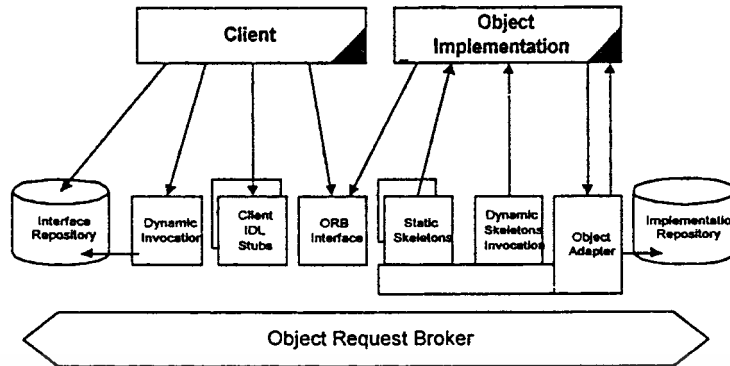 Client
Object
Implementation
Interface
Repository
Dynamic
Invocation
Client
IDL
Stubs
ORB
Interface
Static
Skeletons
Dynamic
Skeletons
Invocation
Object
Adapter
Implementation
Repository
Object Request Broker